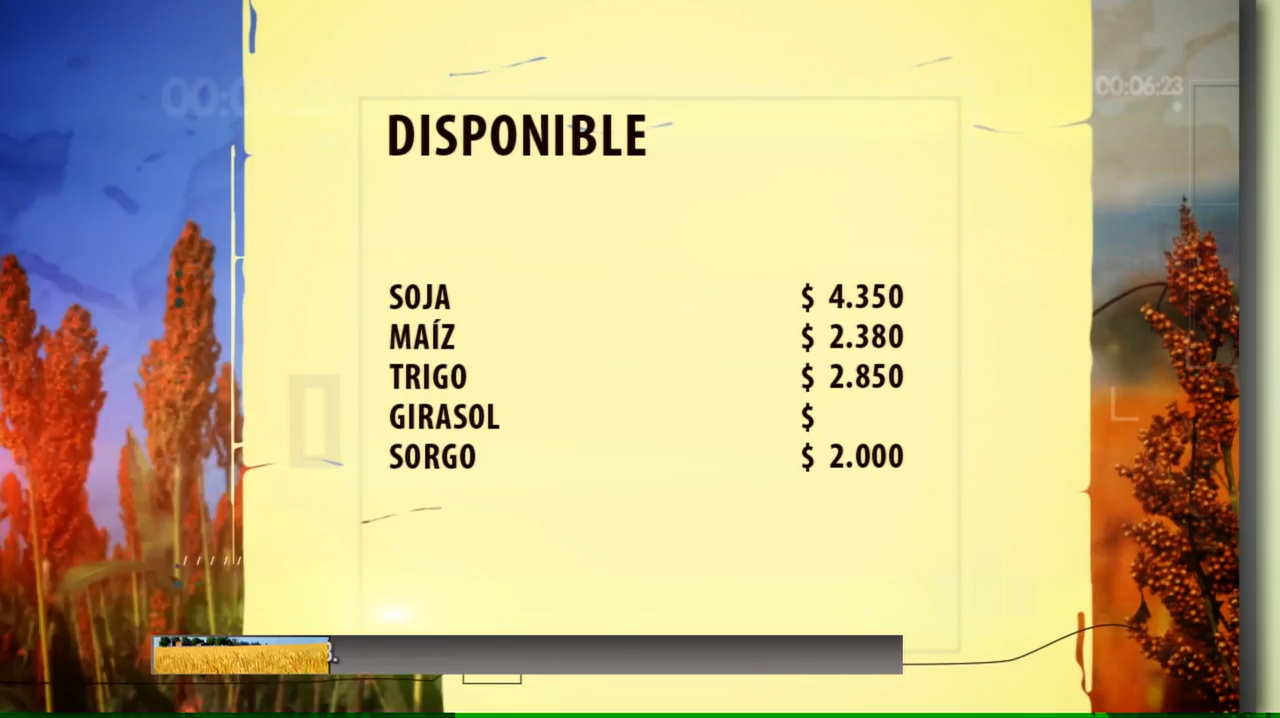 00:06:23
DISPONIBLE
SOJA $ 4.350
MAÍZ $ 2.380
TRIGO $ 2.850
GIRASOL $
SORGO $ 2.000